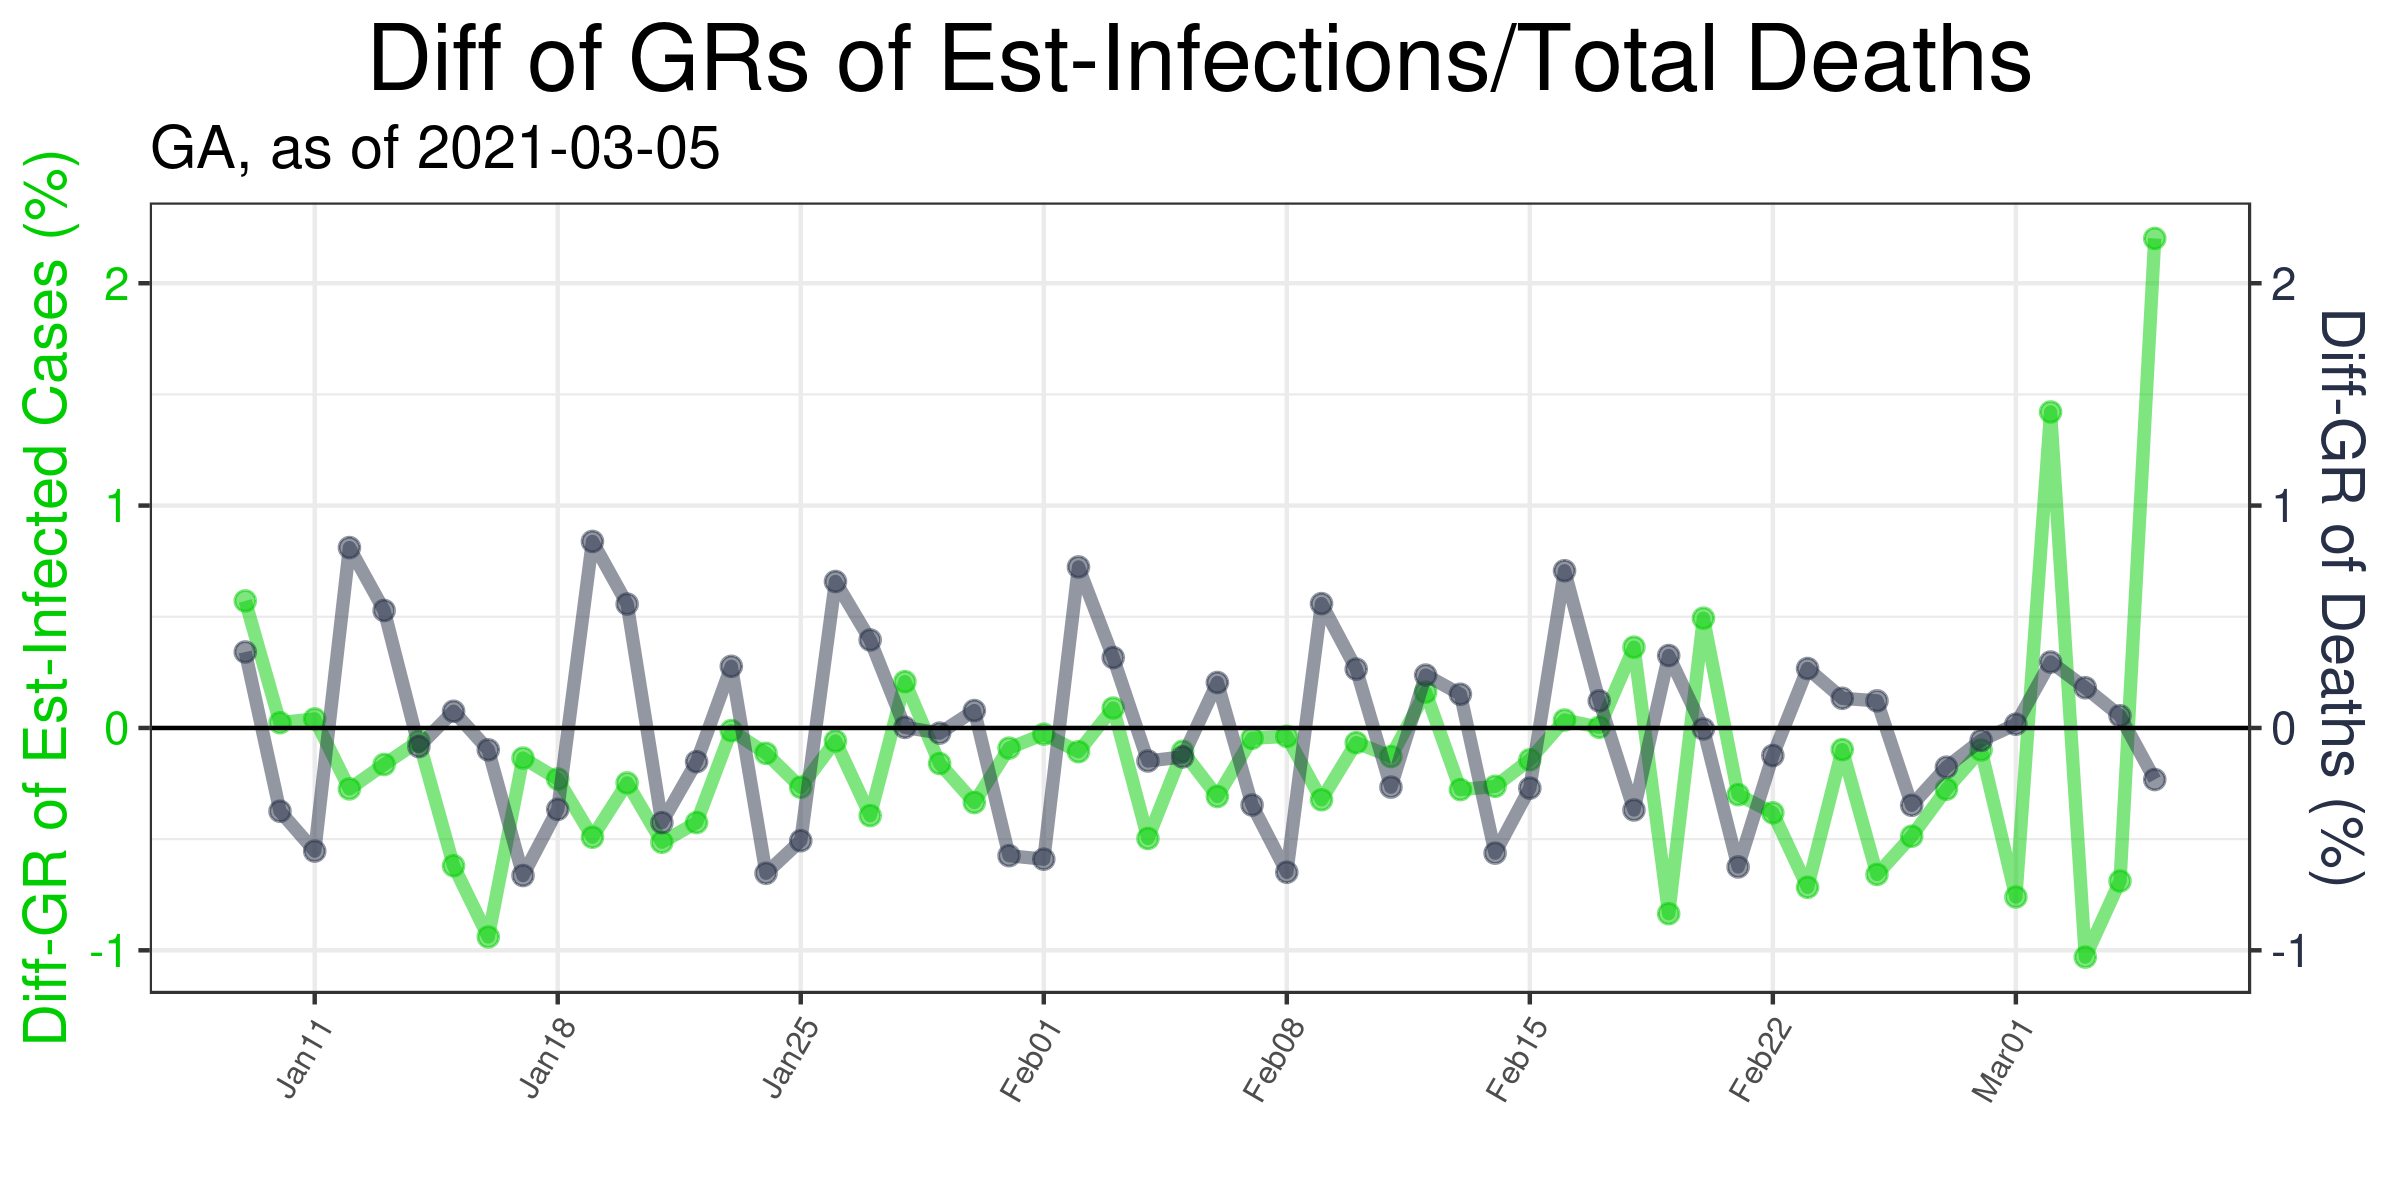 Diff of GRs of Est-Infections/Total Deaths
GA, as of 2021-03-05
Diff-GR of Est-Infected Cases (%)
2
1
0
-1
2
1
0
-1
Diff-GR of Deaths (%)
Jan11
Jan18
Jan25
Feb01
Feb08
Feb15
Feb22
Mar01